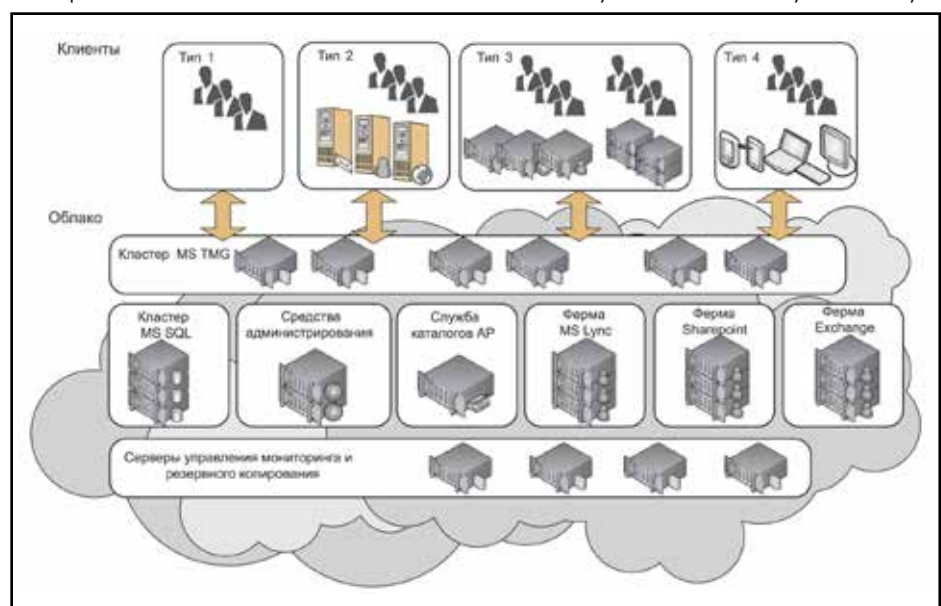 Клиенты
Тип 1
Тип 2
Тип 3
Тип 4
Облако
Кластер MS TMG
Кластер
MS SQL
Средства
администрирования
Служба
каталогов АР
Ферма
MS Lync
Ферма
Sharepoint
Ферма
Exchange
Серверы управления мониторинга и
резервного копирования